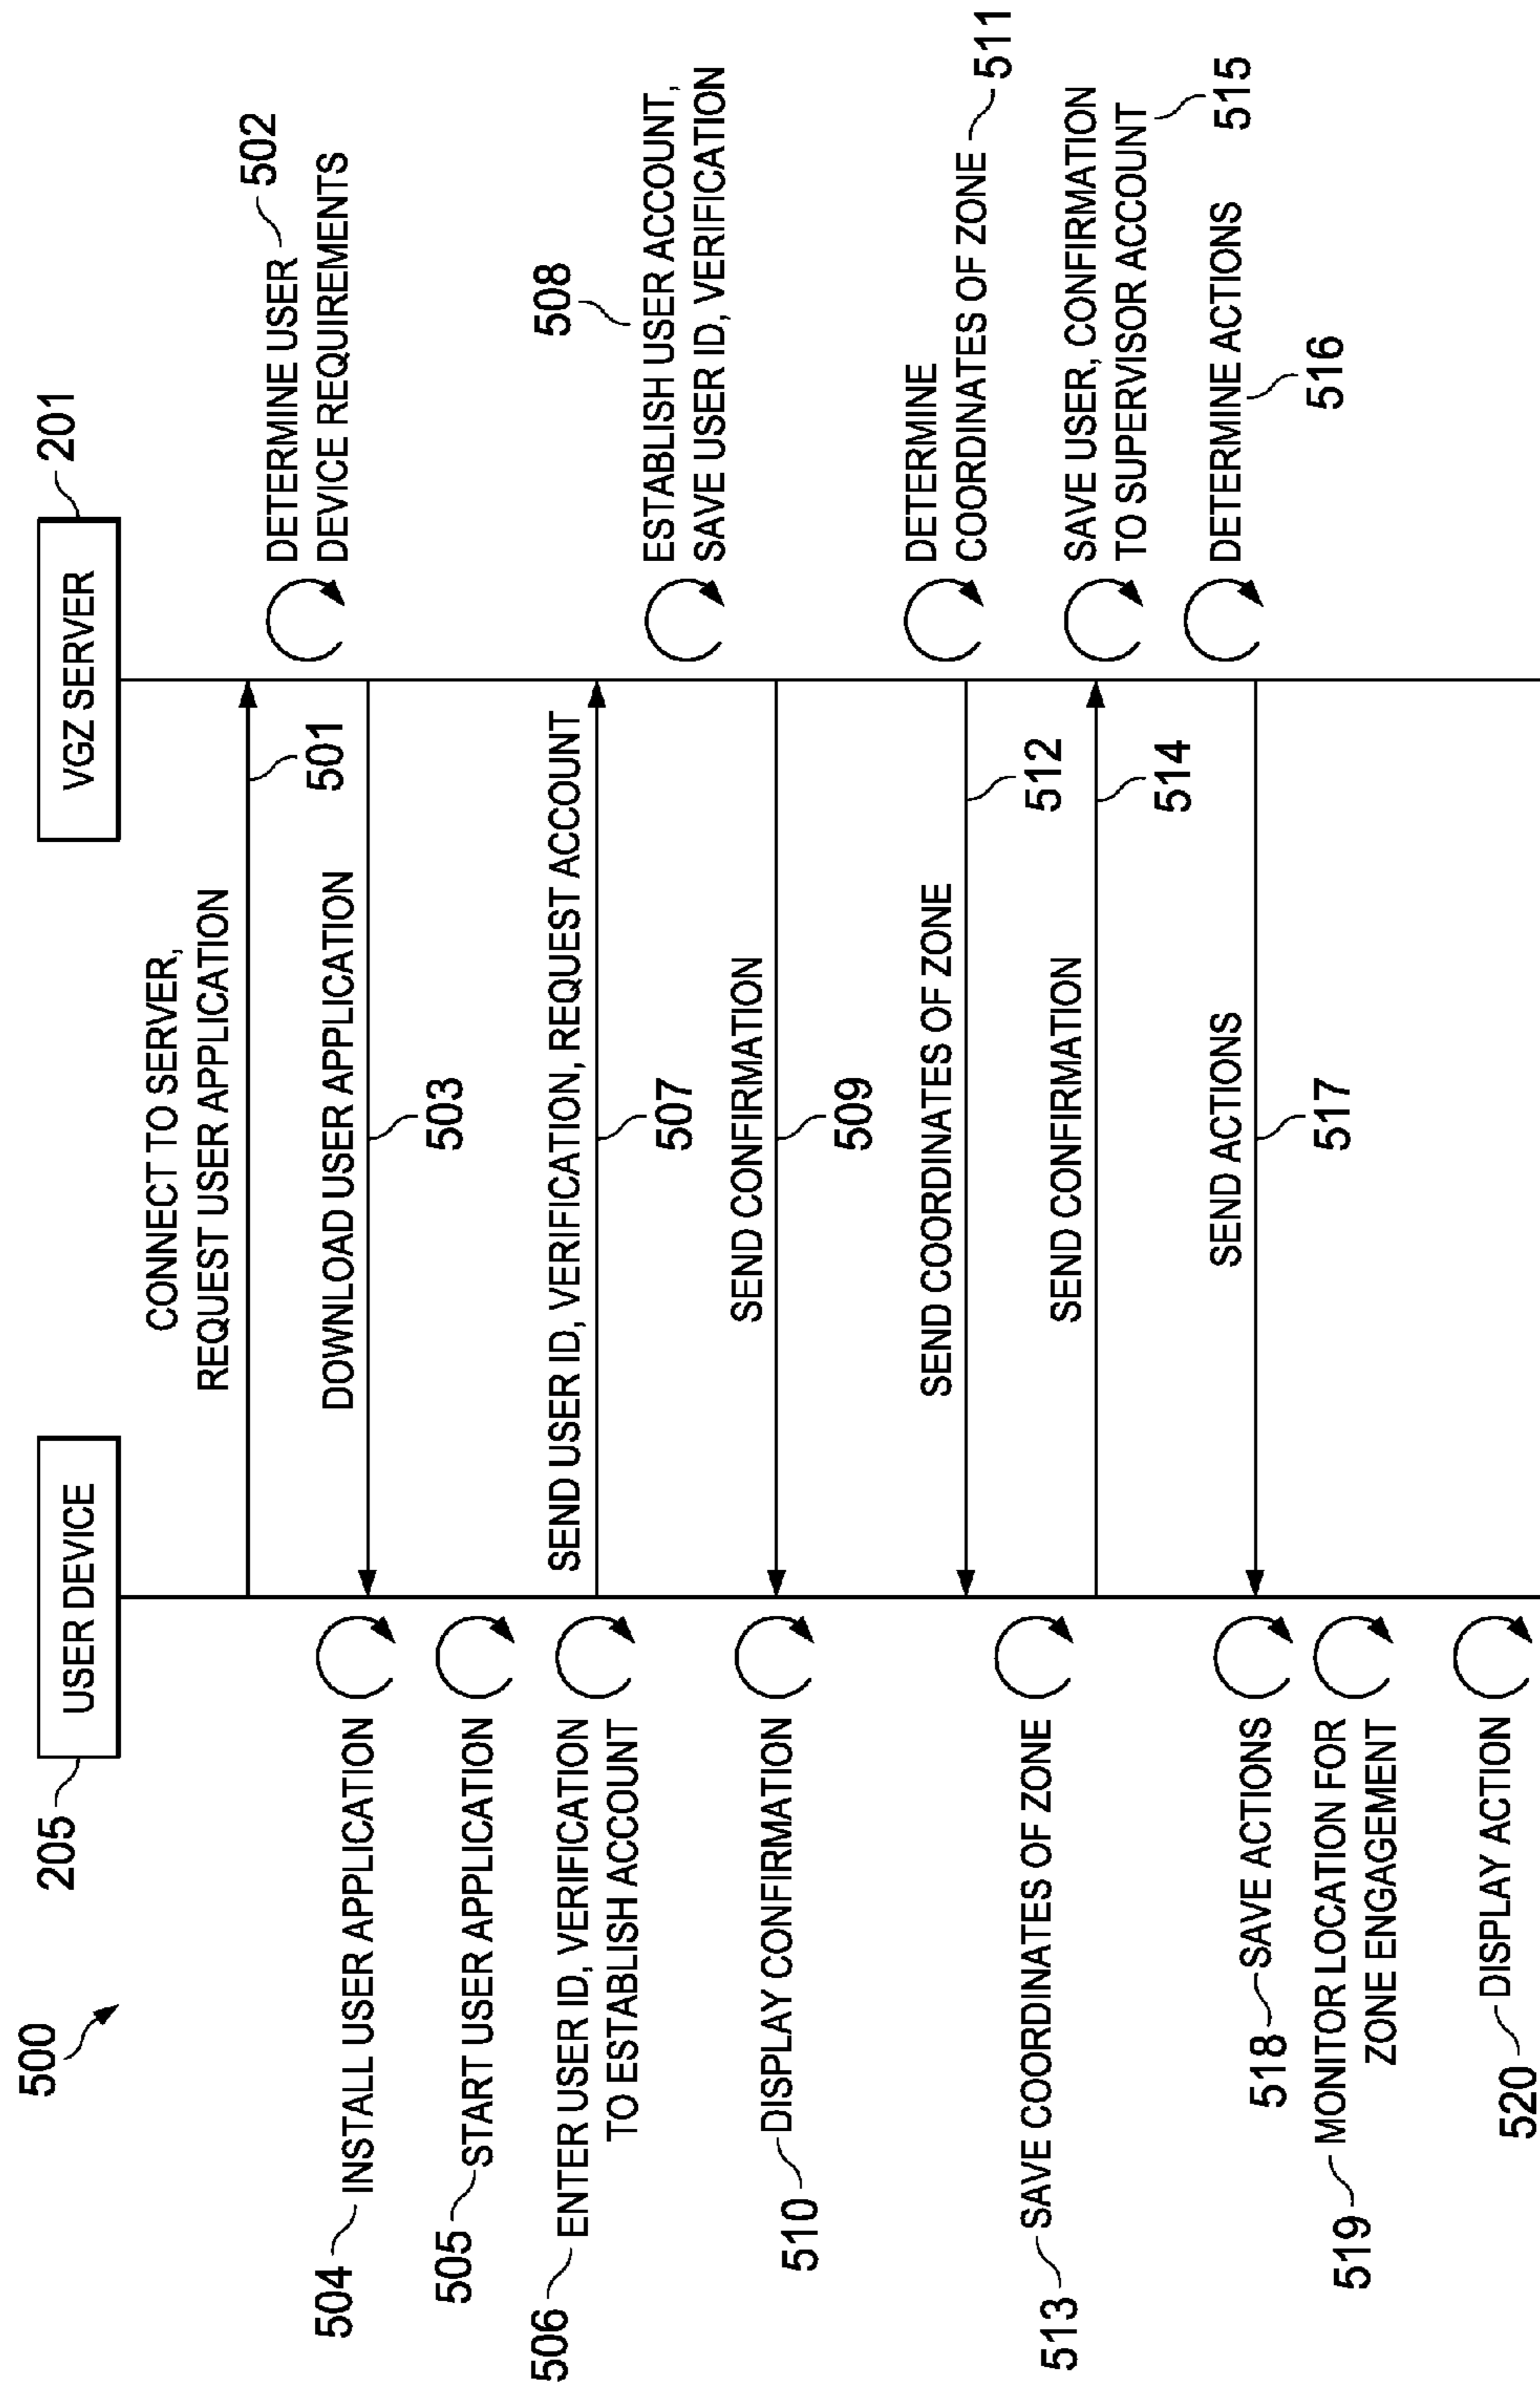 500
205
USER DEVICE
VGZ SERVER
201
CONNECT TO SERVER,
REQUEST USER APPLICATION
501
DETERMINE USER
DEVICE REQUIREMENTS
502
DOWNLOAD USER APPLICATION
503
504
INSTALL USER APPLICATION
505
START USER APPLICATION
506
ENTER USER ID, VERIFICATION
TO ESTABLISH ACCOUNT
SEND USER ID, VERIFICATION, REQUEST ACCOUNT
507
508
ESTABLISH USER ACCOUNT,
SAVE USER ID, VERIFICATION
SEND CONFIRMATION
509
510
DISPLAY CONFIRMATION
DETERMINE
COORDINATES OF ZONE
511
SEND COORDINATES OF ZONE
512
513
SAVE COORDINATES OF ZONE
SEND CONFIRMATION
514
SAVE USER, CONFIRMATION
TO SUPERVISOR ACCOUNT
515
DETERMINE ACTIONS
516
SEND ACTIONS
517
518
SAVE ACTIONS
519
MONITOR LOCATION FOR
ZONE ENGAGEMENT
520
DISPLAY ACTION